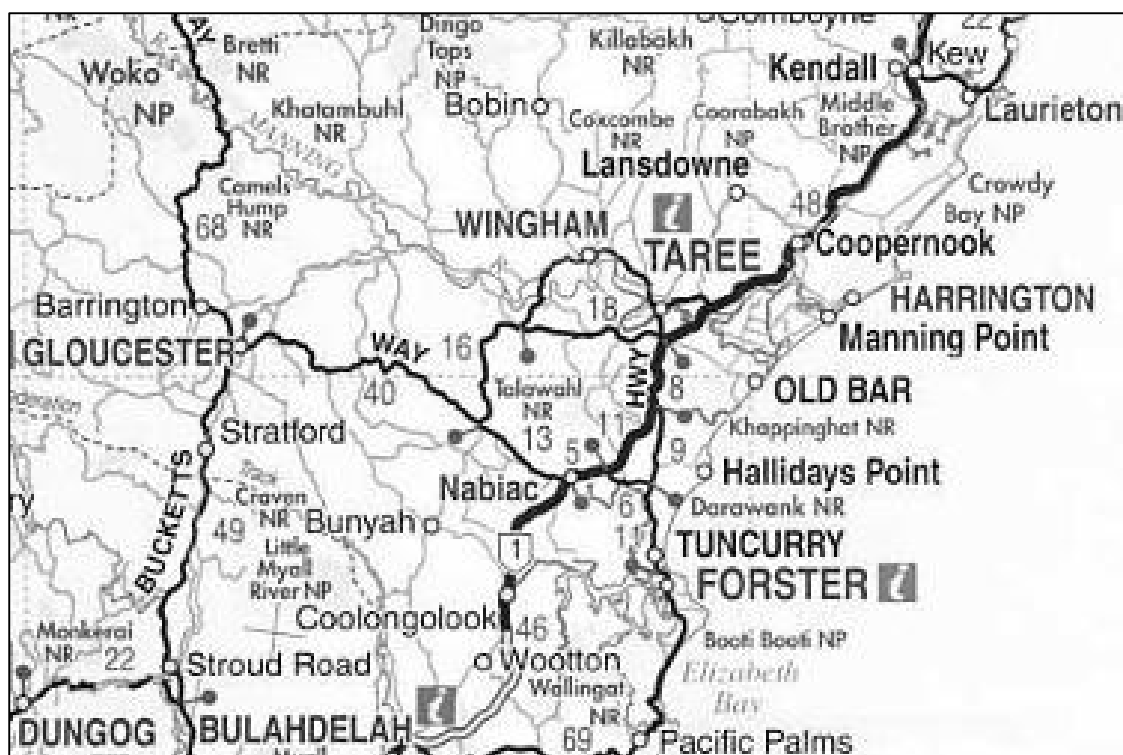 22
Bretti
NR
Dingo
Tops
NP
Killabakh
NR
Kew
Kendall
Woko
NP
Khatambuhl
NR
Bobin
Coxcombe
NR
Coorabakh
NP
Middle
Brother
NP
Laurieton
MANNING
Lansdowne
Crowdy
Bay NP
Camels
Hump
NR
68
48
WINGHAM
i
TAREE
Coopernook
Barrington
18
HARRINGTON
Manning Point
GLOUCESTER
WAY
16
HWY
40
8
OLD BAR
Talawahl
NR
13
11
Khappinghat NR
Stratford
5
9
Hallidays Point
BUCKETTS
Nabiac
6
Darawank NR
Craven
NR
49
Bunyah
11
TUNCURRY
1
Little
Myall
River NP
FORSTER
i
Coolongolook
46
Booti Booti NP
Monkerai
NR
22
Stroud Road
Wootton
Elizabeth
Bay
Wallingat
NR
i
DUNGOG
BULAHDELAH
69
Pacific Palms